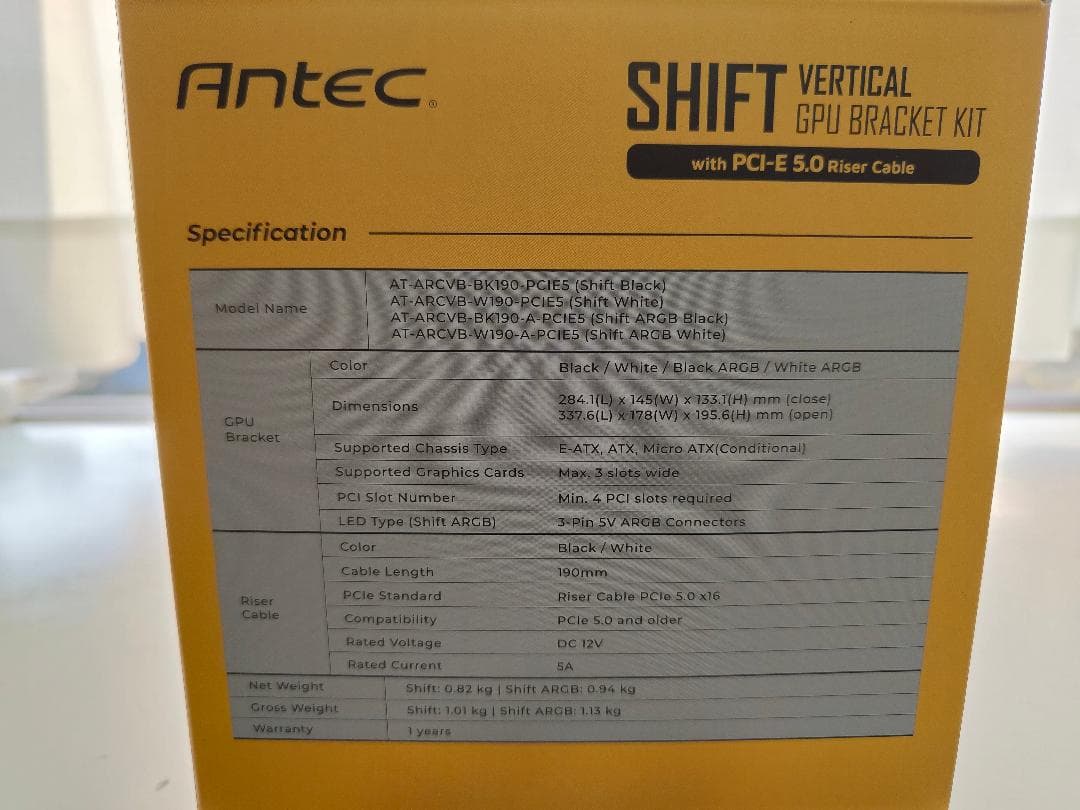 Antec
SHIFT VERTICAL
GPU BRACKET KIT
with PCI-E 5.0 Riser Cable
Specification
Model Name
AT-ARCVB-BK190-PCIE5 (Shift Black)
AT-ARCVB-W190-PCIE5 (Shift White)
AT-ARCVB-BK190-A-PCIE5 (Shift ARGB Black)
AT-ARCVB-W190-A-PCIE5 (Shift ARGB White)
GPU
Bracket
Color Black / White / Black ARGB / White ARGB
Dimensions
284.1(L) x 145(W) x 133.1(H) mm (close)
337.6(L) x 178(W) x 195.6(H) mm (open)
Supported Chassis Type E-ATX, ATX, Micro ATX(Conditional)
Supported Graphics Cards Max. 3 slots wide
PCI Slot Number Min. 4 PCI slots required
LED Type (Shift ARGB) 3-Pin 5V ARGB Connectors
Riser
Cable
Color Black / White
Cable Length 190mm
PCIe Standard Riser Cable PCIe 5.0 x16
Compatibility PCIe 5.0 and older
Rated Voltage DC 12V
Rated Current 5A
Net Weight Shift: 0.82 kg | Shift ARGB: 0.94 kg
Gross Weight Shift: 1.01 kg | Shift ARGB: 1.13 kg
Warranty 1 years